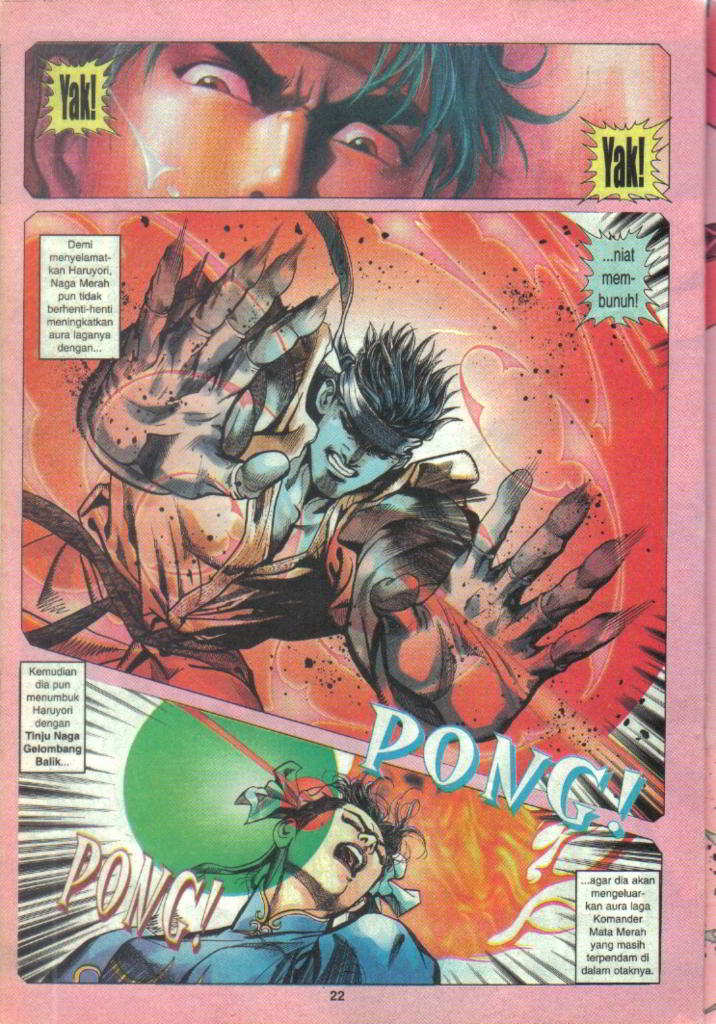 Yak!
Yak!
Demi
menyelamat-
kan Haruyori,
Naga Merah
pun tidak
berhenti-henti
meningkatkan
aura laganya
dengan...
...niat
mem-
bunuh!
Kemudian
dia pun
menumbuk
Haruyori
dengan
Tinju Naga
Gelombang
Balik...
PONG!
PONG!
...agar dia akan
mengeluar-
kan aura laga
Komander
Mata Merah
yang masih
terpendam di
dalam otaknya.
22